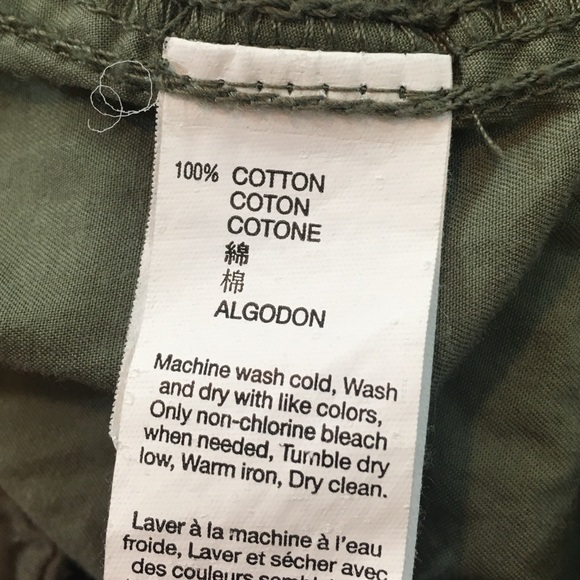 100% COTTON
COTON
COTONE
綿
棉
ALGODON
Machine wash cold, Wash
and dry with like colors,
Only non-chlorine bleach
when needed, Tumble dry
low, Warm iron, Dry clean.
Laver à la machine à l'eau
froide, Laver et sécher avec
des couleurs